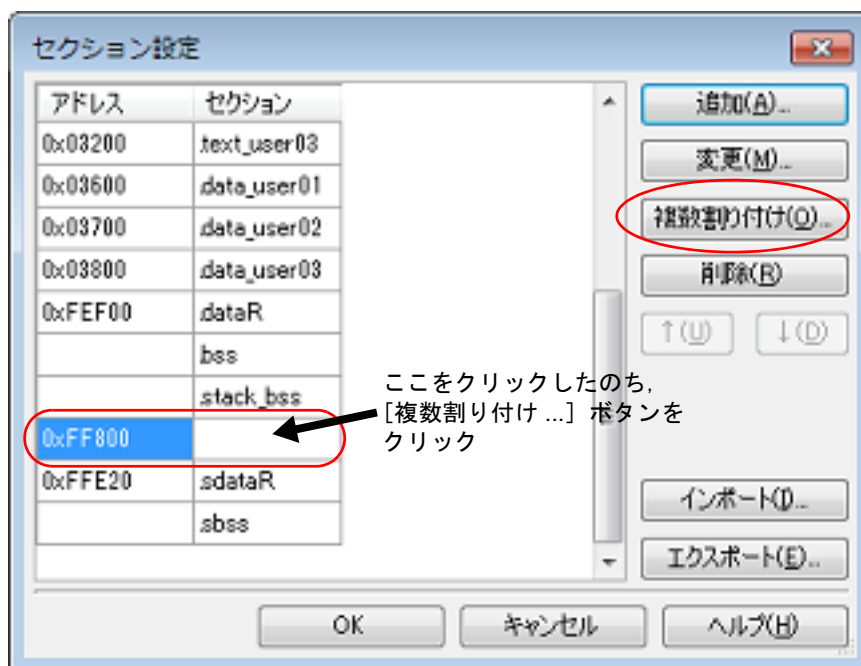 セクション設定
アドレス セクション
0x03200 .text_user03
0x03600 .data_user01
0x03700 .data_user02
0x03800 .data_user03
0xFEF00 .dataR
.bss
.stack_bss
0xFF800
0xFFE20 .sdataR
.sbss
ここをクリックしたのち,
[複数割り付け ...] ボタンを
クリック
追加(A)...
変更(M)...
複数割り付け(O)...
削除(R)
↑(U) ↓(D)
インポート(I)...
エクスポート(E)...
OK キャンセル ヘルプ(H)